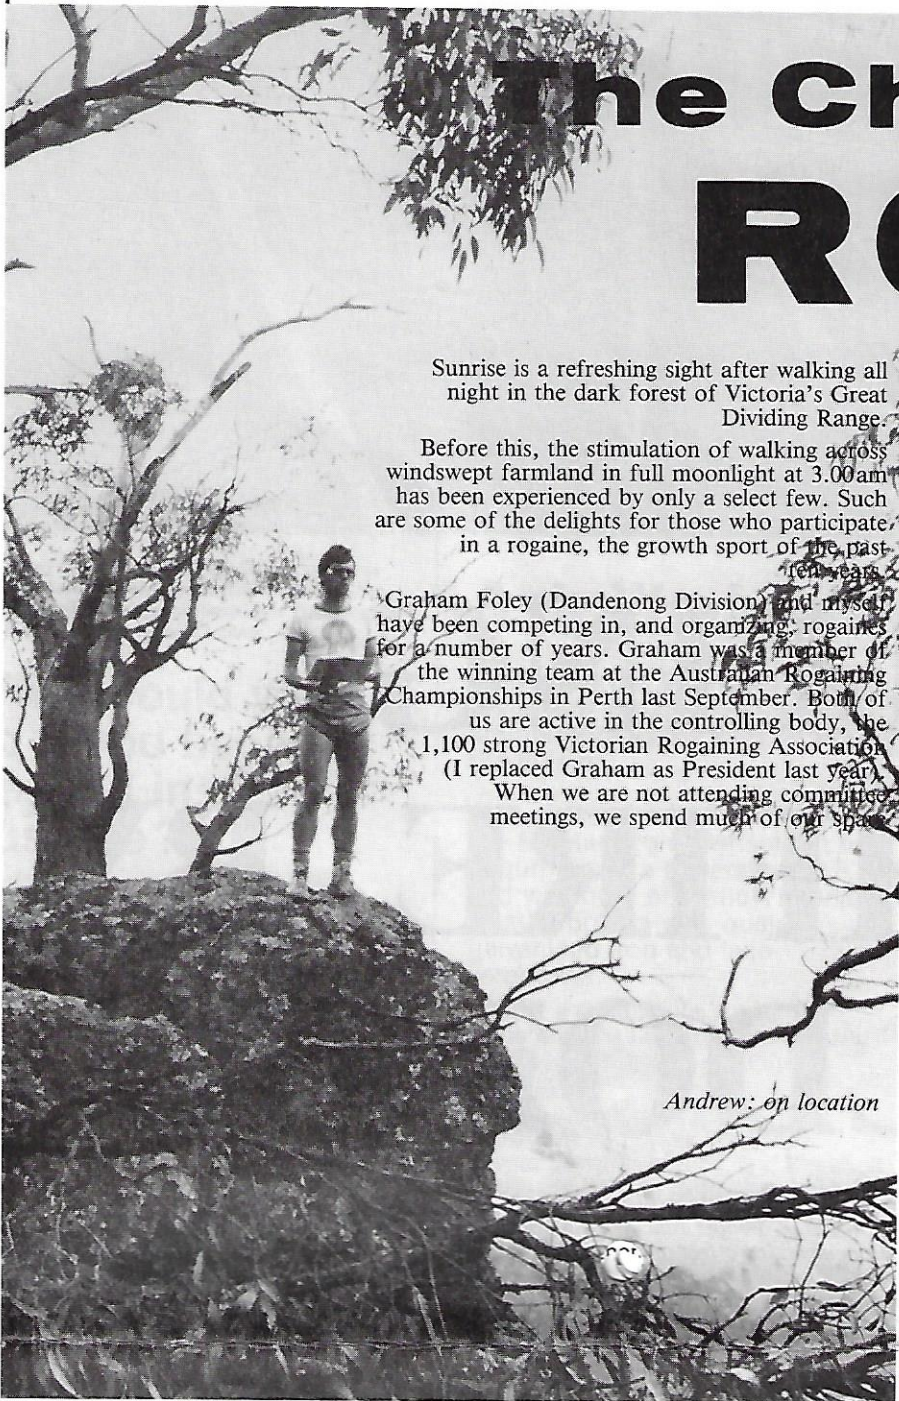 The Ch
RO
Sunrise is a refreshing sight after walking all
night in the dark forest of Victoria's Great
Dividing Range.
Before this, the stimulation of walking across
windswept farmland in full moonlight at 3.00am
has been experienced by only a select few. Such
are some of the delights for those who participate
in a rogaine, the growth sport of the past
ten years.
Graham Foley (Dandenong Division) and myself
have been competing in, and organizing, rogaines
for a number of years. Graham was a member of
the winning team at the Australian Rogaining
Championships in Perth last September. Both of
us are active in the controlling body, the
1,100 strong Victorian Rogaining Association
(I replaced Graham as President last year).
When we are not attending committee
meetings, we spend much of our spare
Andrew: on location